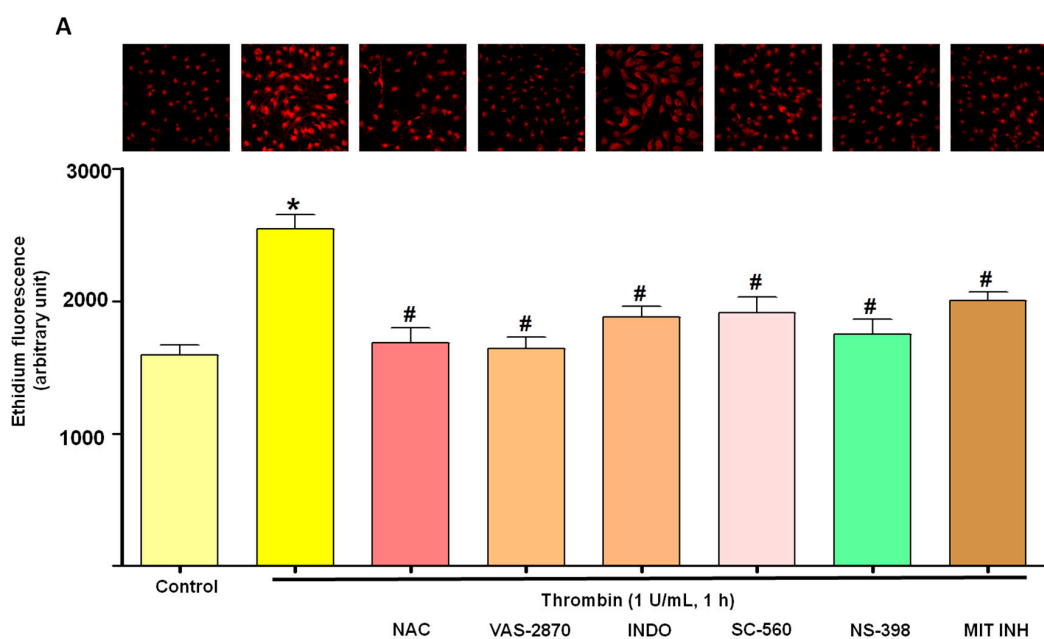 A
3000
2000
1000
Ethidium fluorescence
(arbitrary unit)
*
#
#
#
#
#
#
Control
Thrombin (1 U/mL, 1 h)
NAC VAS-2870 INDO SC-560 NS-398 MIT INH